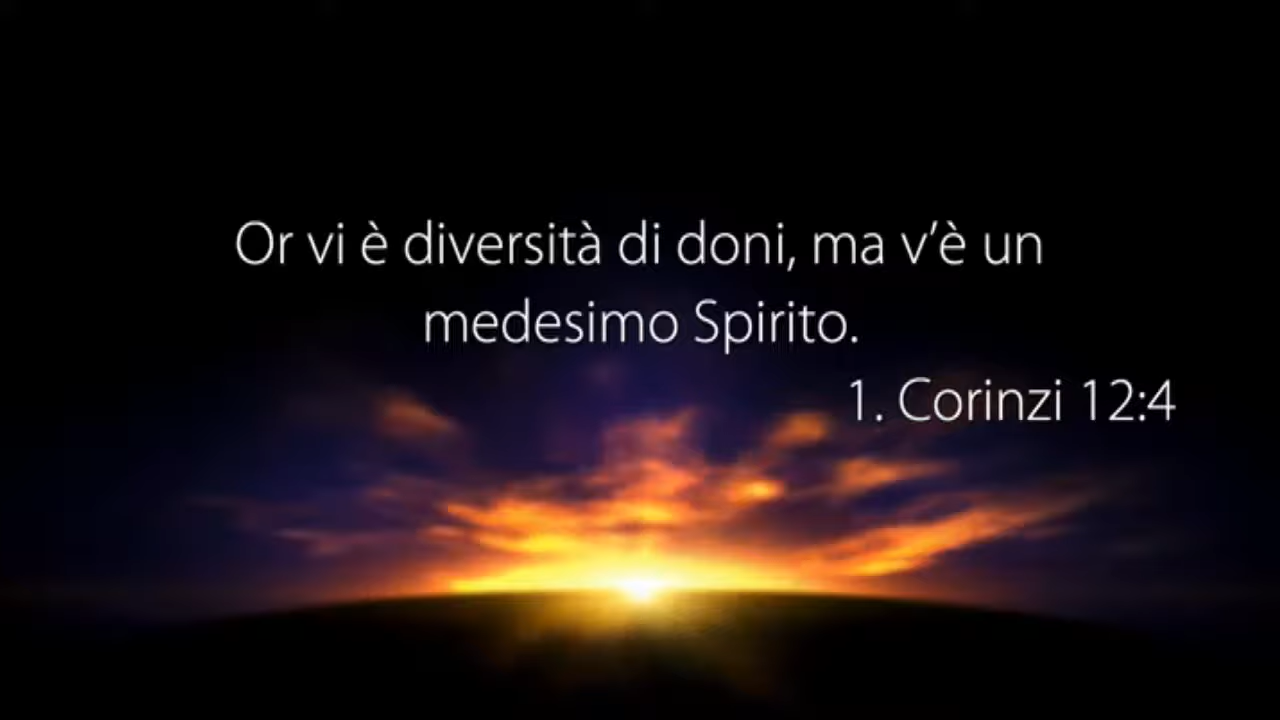 Or vi è diversità di doni, ma v’è un
medesimo Spirito.
1. Corinzi 12:4